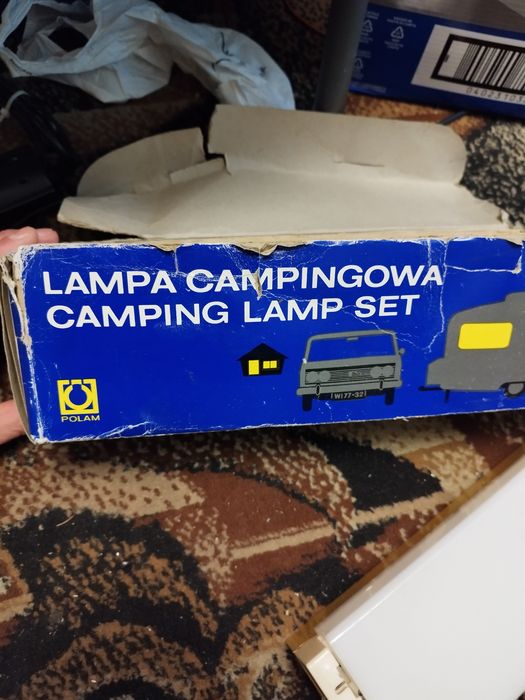 LAMPA CAMPINGOWA
CAMPING LAMP SET
WI 77-32
POLAM